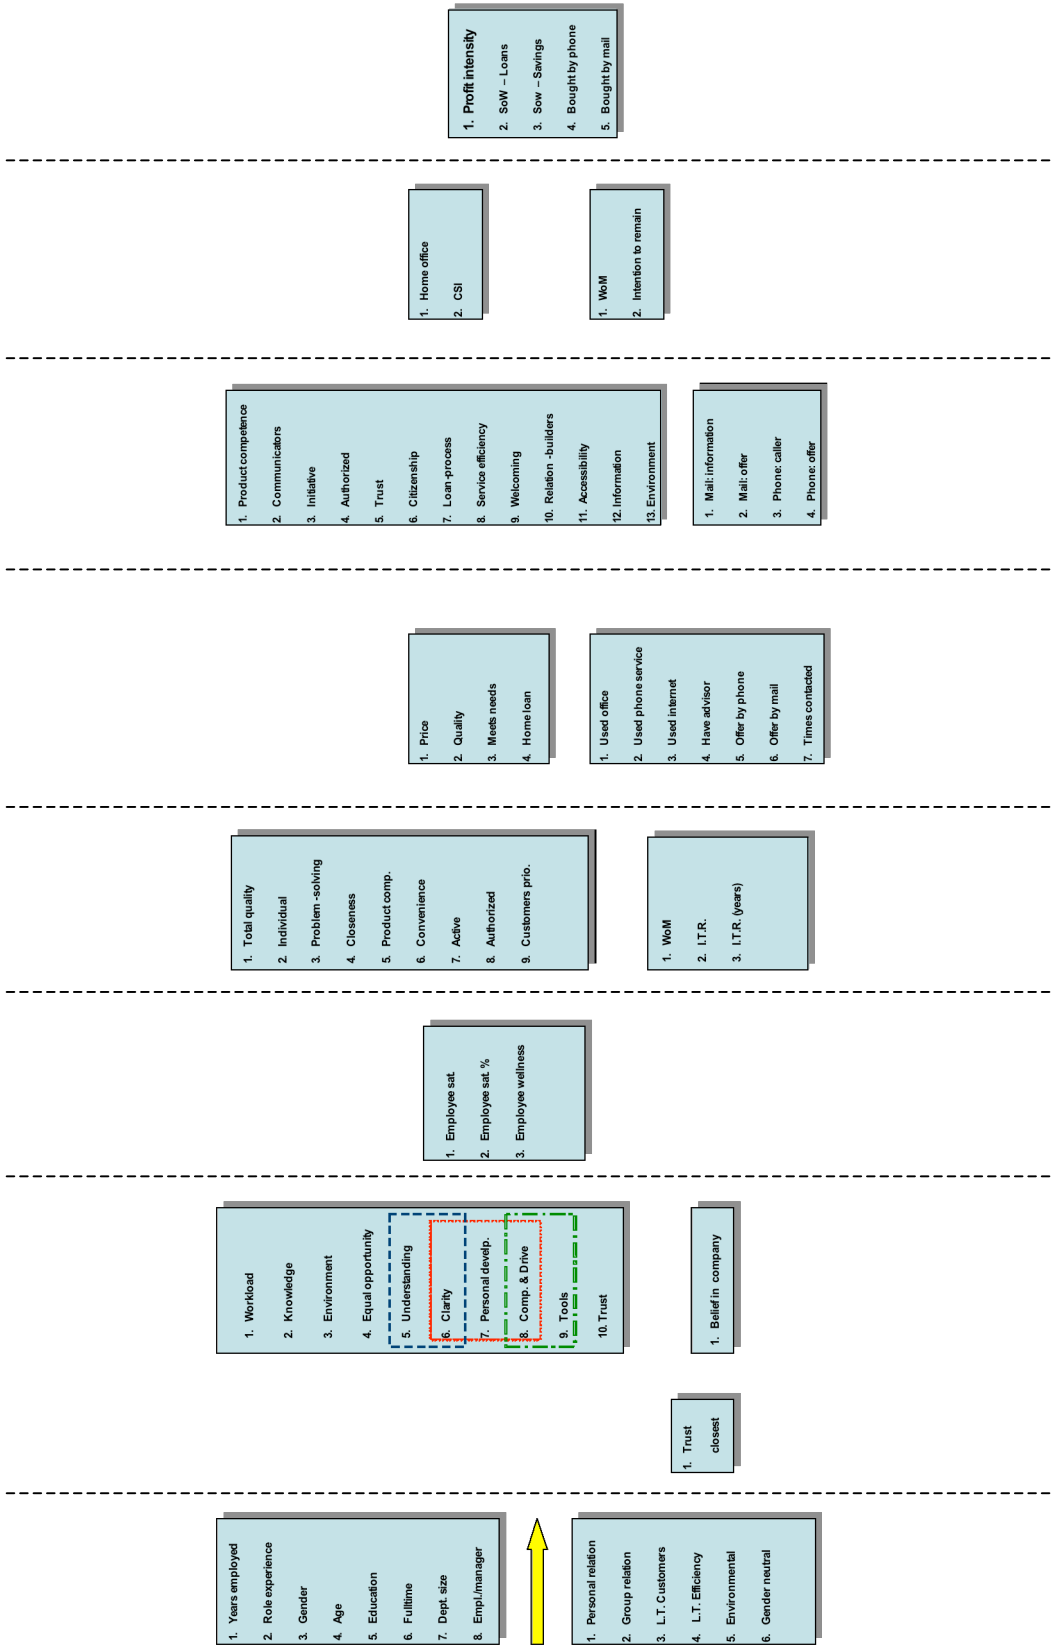 1. Years employed
2. Role experience
3. Gender
4. Age
5. Education
6. Fulltime
7. Dept. size
8. Empl./manager
1. Personal relation
2. Group relation
3. L.T. Customers
4. L.T. Efficiency
5. Environmental
6. Gender neutral
1. Trust
closest
1. Workload
2. Knowledge
3. Environment
4. Equal opportunity
5. Understanding
6. Clarity
7. Personal develp.
8. Comp. & Drive
9. Tools
10. Trust
1. Belief in company
1. Employee sat.
2. Employee sat. %
3. Employee wellness
1. Total quality
2. Individual
3. Problem -solving
4. Closeness
5. Product comp.
6. Convenience
7. Active
8. Authorized
9. Customers prio.
1. WoM
2. I.T.R.
3. I.T.R. (years)
1. Price
2. Quality
3. Meets needs
4. Home loan
1. Used office
2. Used phone service
3. Used internet
4. Have advisor
5. Offer by phone
6. Offer by mail
7. Times contacted
1. Product competence
2. Communicators
3. Initiative
4. Authorized
5. Trust
6. Citizenship
7. Loan-process
8. Service efficiency
9. Welcoming
10. Relation -builders
11. Accessibility
12. Information
13. Environment
1. Mail: information
2. Mail: offer
3. Phone: caller
4. Phone: offer
1. Home office
2. CSI
1. WoM
2. Intention to remain
1. Profit intensity
2. SoW – Loans
3. Sow – Savings
4. Bought by phone
5. Bought by mail